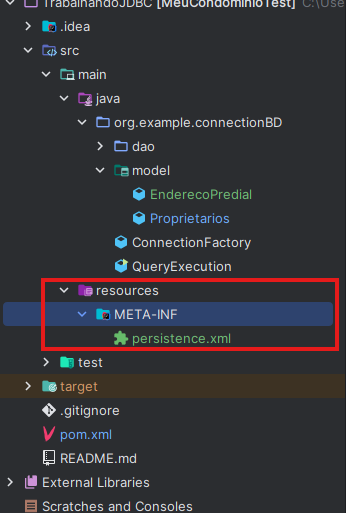 TrabalhandoJDBC [MeuCondominioTest] C:\Use
.idea
src
main
java
org.example.connectionBD
dao
model
EnderecoPredial
Proprietarios
ConnectionFactory
QueryExecution
resources
META-INF
persistence.xml
test
target
.gitignore
pom.xml
README.md
External Libraries
Scratches and Consoles